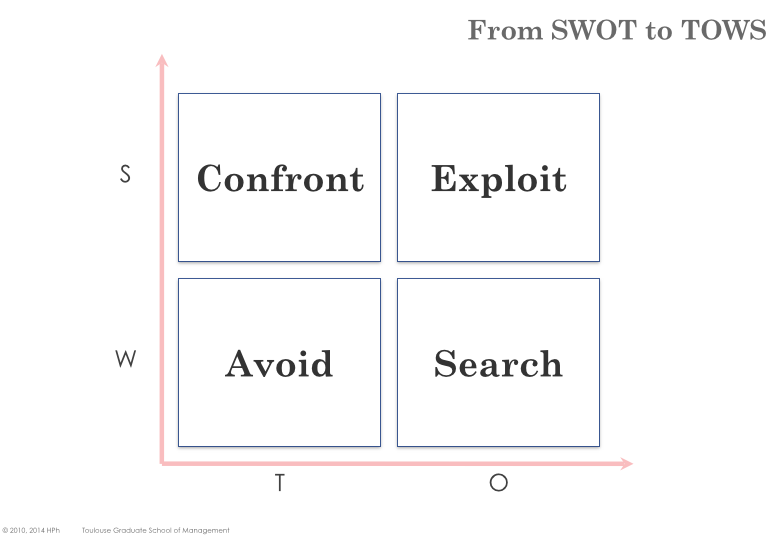 From SWOT to TOWS
S
Confront
Exploit
W
Avoid
Search
T
O
© 2010, 2014 HPh
Toulouse Graduate School of Management